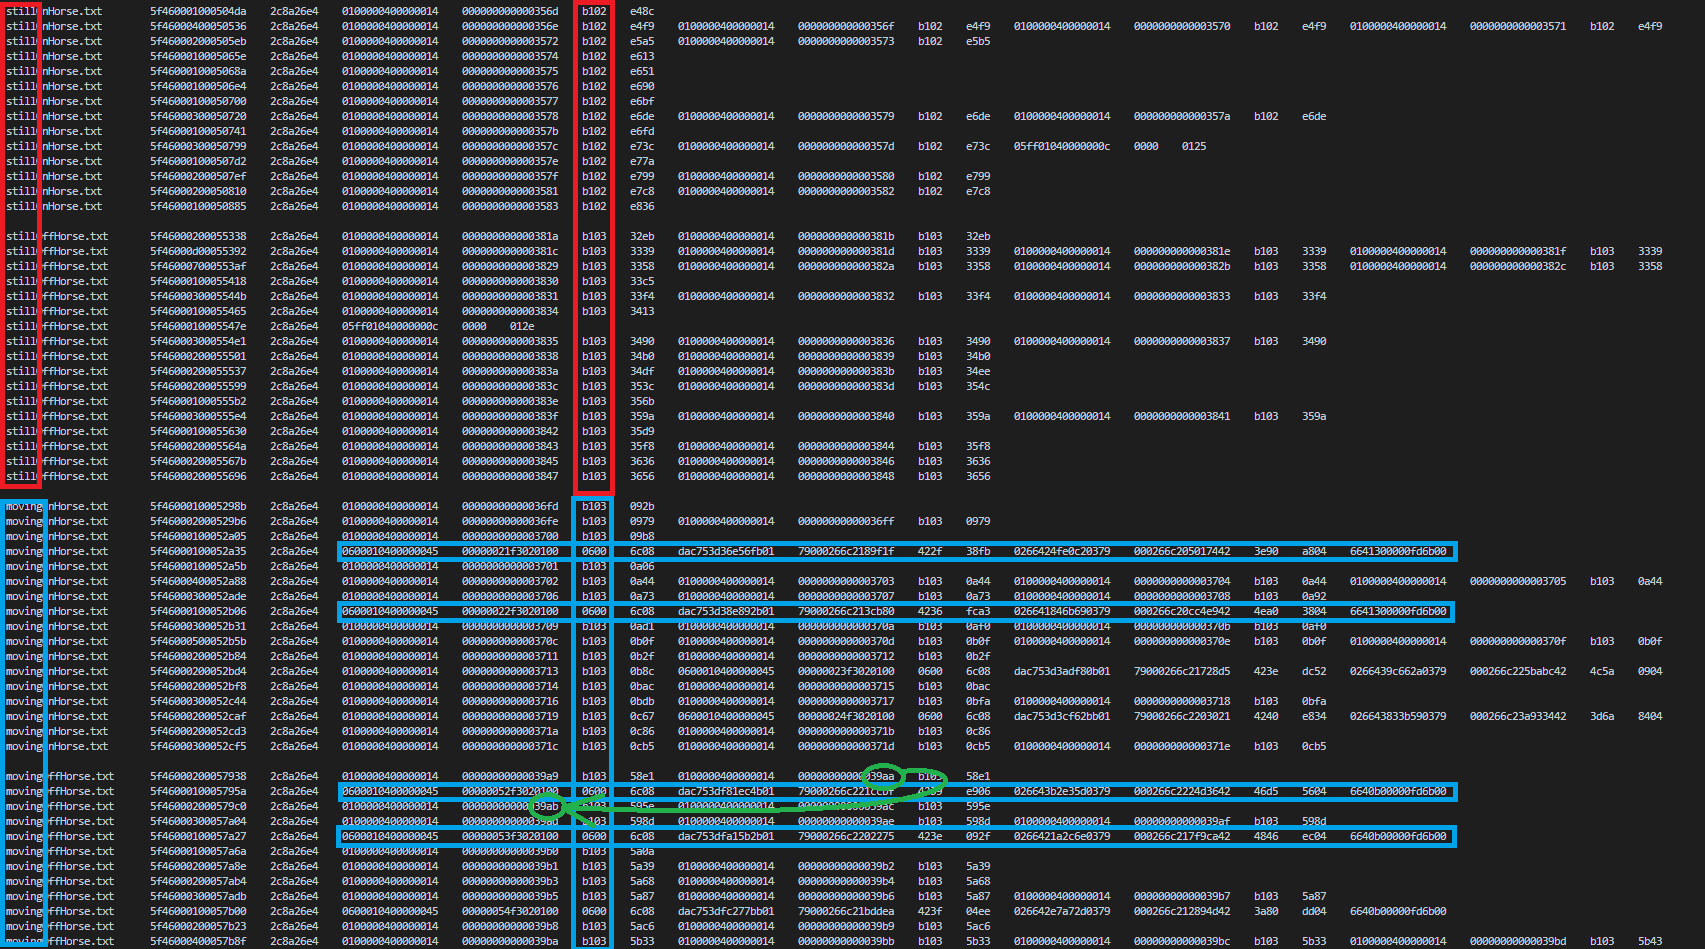 stillOnHorse.txt 5f460001000504da 2c8a26e4 0100000400000014 000000000000356d b102 e48c
stillOnHorse.txt 5f46000400050536 2c8a26e4 0100000400000014 000000000000356e b102 e4f9 0100000400000014 000000000000356f b102 e4f9 0100000400000014 0000000000003570 b102 e4f9 0100000400000014 0000000000003571 b102 e4f9
stillOnHorse.txt 5f460002000505eb 2c8a26e4 0100000400000014 0000000000003572 b102 e5a5 0100000400000014 0000000000003573 b102 e5b5
stillOnHorse.txt 5f4600010005065e 2c8a26e4 0100000400000014 0000000000003574 b102 e613
stillOnHorse.txt 5f4600010005068a 2c8a26e4 0100000400000014 0000000000003575 b102 e651
stillOnHorse.txt 5f460001000506e4 2c8a26e4 0100000400000014 0000000000003576 b102 e690
stillOnHorse.txt 5f46000100050700 2c8a26e4 0100000400000014 0000000000003577 b102 e6bf
stillOnHorse.txt 5f46000300050720 2c8a26e4 0100000400000014 0000000000003578 b102 e6de 0100000400000014 0000000000003579 b102 e6de 0100000400000014 000000000000357a b102 e6de
stillOnHorse.txt 5f46000100050741 2c8a26e4 0100000400000014 000000000000357b b102 e6fd
stillOnHorse.txt 5f46000300050799 2c8a26e4 0100000400000014 000000000000357c b102 e73c 0100000400000014 000000000000357d b102 e73c 05ff01040000000c 0000 0125
stillOnHorse.txt 5f460001000507d2 2c8a26e4 0100000400000014 000000000000357e b102 e77a
stillOnHorse.txt 5f460002000507ef 2c8a26e4 0100000400000014 000000000000357f b102 e799 0100000400000014 0000000000003580 b102 e799
stillOnHorse.txt 5f46000200050810 2c8a26e4 0100000400000014 0000000000003581 b102 e7c8 0100000400000014 0000000000003582 b102 e7c8
stillOnHorse.txt 5f46000100050885 2c8a26e4 0100000400000014 0000000000003583 b102 e836
stillOffHorse.txt 5f46000200055338 2c8a26e4 0100000400000014 000000000000381a b103 32eb 0100000400000014 000000000000381b b103 32eb
stillOffHorse.txt 5f46000d00055392 2c8a26e4 0100000400000014 000000000000381c b103 3339 0100000400000014 000000000000381d b103 3339 0100000400000014 000000000000381e b103 3339 0100000400000014 000000000000381f b103 3339
stillOffHorse.txt 5f460007000553af 2c8a26e4 0100000400000014 0000000000003829 b103 3358 0100000400000014 000000000000382a b103 3358 0100000400000014 000000000000382b b103 3358 0100000400000014 000000000000382c b103 3358
stillOffHorse.txt 5f46000100055418 2c8a26e4 0100000400000014 0000000000003830 b103 33c5
stillOffHorse.txt 5f4600030005544b 2c8a26e4 0100000400000014 0000000000003831 b103 33f4 0100000400000014 0000000000003832 b103 33f4 0100000400000014 0000000000003833 b103 33f4
stillOffHorse.txt 5f46000100055465 2c8a26e4 0100000400000014 0000000000003834 b103 3413
stillOffHorse.txt 5f4600010005547e 2c8a26e4 05ff01040000000c 0000 012e
stillOffHorse.txt 5f460003000554e1 2c8a26e4 0100000400000014 0000000000003835 b103 3490 0100000400000014 0000000000003836 b103 3490 0100000400000014 0000000000003837 b103 3490
stillOffHorse.txt 5f46000200055501 2c8a26e4 0100000400000014 0000000000003838 b103 34b0 0100000400000014 0000000000003839 b103 34b0
stillOffHorse.txt 5f46000200055537 2c8a26e4 0100000400000014 000000000000383a b103 34df 0100000400000014 000000000000383b b103 34ee
stillOffHorse.txt 5f46000200055599 2c8a26e4 0100000400000014 000000000000383c b103 353c 0100000400000014 000000000000383d b103 354c
stillOffHorse.txt 5f460001000555b2 2c8a26e4 0100000400000014 000000000000383e b103 356b
stillOffHorse.txt 5f460003000555e4 2c8a26e4 0100000400000014 000000000000383f b103 359a 0100000400000014 0000000000003840 b103 359a 0100000400000014 0000000000003841 b103 359a
stillOffHorse.txt 5f46000100055630 2c8a26e4 0100000400000014 0000000000003842 b103 35d9
stillOffHorse.txt 5f4600020005564a 2c8a26e4 0100000400000014 0000000000003843 b103 35f8 0100000400000014 0000000000003844 b103 35f8
stillOffHorse.txt 5f4600020005567b 2c8a26e4 0100000400000014 0000000000003845 b103 3636 0100000400000014 0000000000003846 b103 3636
stillOffHorse.txt 5f46000200055696 2c8a26e4 0100000400000014 0000000000003847 b103 3656 0100000400000014 0000000000003848 b103 3656
movingOnHorse.txt 5f4600010005298b 2c8a26e4 0100000400000014 00000000000036fd b103 092b
movingOnHorse.txt 5f460002000529b6 2c8a26e4 0100000400000014 00000000000036fe b103 0979 0100000400000014 00000000000036ff b103 0979
movingOnHorse.txt 5f46000100052a05 2c8a26e4 0100000400000014 0000000000003700 b103 09b8
movingOnHorse.txt 5f46000100052a35 2c8a26e4 0600010400000045 00000021f3020100 0600 6c08 dac753d36e56fb01 79000266c2189f1f 422f 38fb 0266424fe0c20379 000266c205017442 3e90 a804 6641300000fd6b00
movingOnHorse.txt 5f46000100052a5b 2c8a26e4 0100000400000014 0000000000003701 b103 0a06
movingOnHorse.txt 5f46000400052a88 2c8a26e4 0100000400000014 0000000000003702 b103 0a44 0100000400000014 0000000000003703 b103 0a44 0100000400000014 0000000000003704 b103 0a44 0100000400000014 0000000000003705 b103 0a44
movingOnHorse.txt 5f46000300052ade 2c8a26e4 0100000400000014 0000000000003706 b103 0a73 0100000400000014 0000000000003707 b103 0a73 0100000400000014 0000000000003708 b103 0a92
movingOnHorse.txt 5f46000100052b06 2c8a26e4 0600010400000045 00000022f3020100 0600 6c08 dac753d38e892b01 79000266c213cb80 4236 fca3 026641846b690379 000266c20cc4e942 4ea0 3804 6641300000fd6b00
movingOnHorse.txt 5f46000300052b31 2c8a26e4 0100000400000014 0000000000003709 b103 0ad1 0100000400000014 000000000000370a b103 0af0 0100000400000014 000000000000370b b103 0af0
movingOnHorse.txt 5f46000400052b5b 2c8a26e4 0100000400000014 000000000000370c b103 0b0f 0100000400000014 000000000000370d b103 0b0f 0100000400000014 000000000000370e b103 0b0f 0100000400000014 000000000000370f b103 0b0f
movingOnHorse.txt 5f46000200052b84 2c8a26e4 0100000400000014 0000000000003711 b103 0b2f 0100000400000014 0000000000003712 b103 0b2f
movingOnHorse.txt 5f46000200052bd4 2c8a26e4 0100000400000014 0000000000003713 b103 0b8c 0600010400000045 00000023f3020100 0600 6c08 dac753d3adf80b01 79000266c21728d5 423e dc52 0266439c662a0379 000266c225babc42 4c5a 0904
movingOnHorse.txt 5f46000200052bf8 2c8a26e4 0100000400000014 0000000000003714 b103 0bac 0100000400000014 0000000000003715 b103 0bac
movingOnHorse.txt 5f46000200052c44 2c8a26e4 0100000400000014 0000000000003716 b103 0bdb 0100000400000014 0000000000003717 b103 0bfa 0100000400000014 0000000000003718 b103 0bfa
movingOnHorse.txt 5f46000200052caf 2c8a26e4 0100000400000014 0000000000003719 b103 0c67 0600010400000045 00000024f3020100 0600 6c08 dac753d3cf62bb01 79000266c2203021 4240 e834 026643833b590379 000266c23a933442 3d6a 8404
movingOnHorse.txt 5f46000200052cd3 2c8a26e4 0100000400000014 000000000000371a b103 0c86 0100000400000014 000000000000371b b103 0c86
movingOnHorse.txt 5f46000300052cf5 2c8a26e4 0100000400000014 000000000000371c b103 0cb5 0100000400000014 000000000000371d b103 0cb5 0100000400000014 000000000000371e b103 0cb5
movingOffHorse.txt 5f46000200057938 2c8a26e4 0100000400000014 00000000000039a9 b103 58e1 0100000400000014 00000000000039aa b103 58e1
movingOffHorse.txt 5f4600010005795a 2c8a26e4 0600010400000045 00000052f3020100 0600 6c08 dac753df81ec4b01 79000266c221ccbf e906 026643b2e35d0379 000266c2224d3642 46d5 5604 6640b00000fd6b00
movingOffHorse.txt 5f460002000579c0 2c8a26e4 0100000400000014 00000000000039ab b103 595e 0100000400000014 00000000000039ac b103 595e
movingOffHorse.txt 5f46000300057a04 2c8a26e4 0100000400000014 00000000000039ad b103 598d 0100000400000014 00000000000039ae b103 598d 0100000400000014 00000000000039af b103 598d
movingOffHorse.txt 5f46000100057a27 2c8a26e4 0600010400000045 00000053f3020100 0600 6c08 dac753dfa15b2b01 79000266c2202275 423e 092f 0266421a2c6e0379 000266c217f9ca42 4846 ec04 6640b00000fd6b00
movingOffHorse.txt 5f46000100057a6a 2c8a26e4 0100000400000014 00000000000039b0 b103 5a0a
movingOffHorse.txt 5f46000200057a8e 2c8a26e4 0100000400000014 00000000000039b1 b103 5a39 0100000400000014 00000000000039b2 b103 5a39
movingOffHorse.txt 5f46000200057ab4 2c8a26e4 0100000400000014 00000000000039b3 b103 5a68 0100000400000014 00000000000039b4 b103 5a68
movingOffHorse.txt 5f46000300057adb 2c8a26e4 0100000400000014 00000000000039b5 b103 5a87 0100000400000014 00000000000039b6 b103 5a87 0100000400000014 00000000000039b7 b103 5a87
movingOffHorse.txt 5f46000100057b00 2c8a26e4 0600010400000045 00000054f3020100 0600 6c08 dac753dfc277bb01 79000266c21bddea 423f 04ee 026642e7a72d0379 000266c212894d42 3a80 dd04 6640b00000fd6b00
movingOffHorse.txt 5f46000200057b23 2c8a26e4 0100000400000014 00000000000039b8 b103 5ac6 0100000400000014 00000000000039b9 b103 5ac6
movingOffHorse.txt 5f46000400057b8f 2c8a26e4 0100000400000014 00000000000039ba b103 5b33 0100000400000014 00000000000039bb b103 5b33 0100000400000014 00000000000039bc b103 5b33 0100000400000014 00000000000039bd b103 5b43